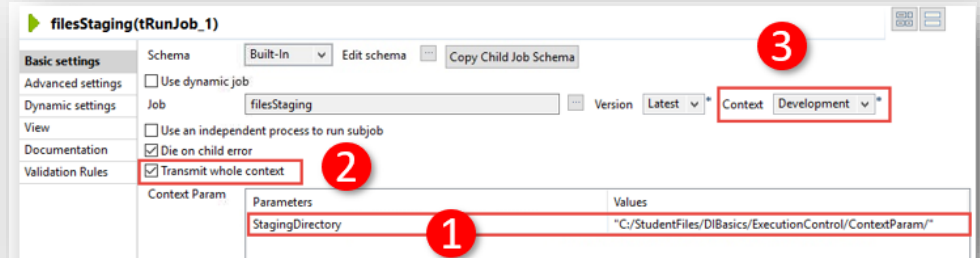 filesStaging(tRunJob_1)
3
Basic settings
Schema Built-In Edit schema ... Copy Child Job Schema
Advanced settings
Use dynamic job
Dynamic settings
Job filesStaging ... Version Latest * Context Development *
View
Use an independent process to run subjob
Documentation
Die on child error
2
Validation Rules
Transmit whole context
Context Param
Parameters Values
StagingDirectory "C:/StudentFiles/DIBasics/ExecutionControl/ContextParam/"
1